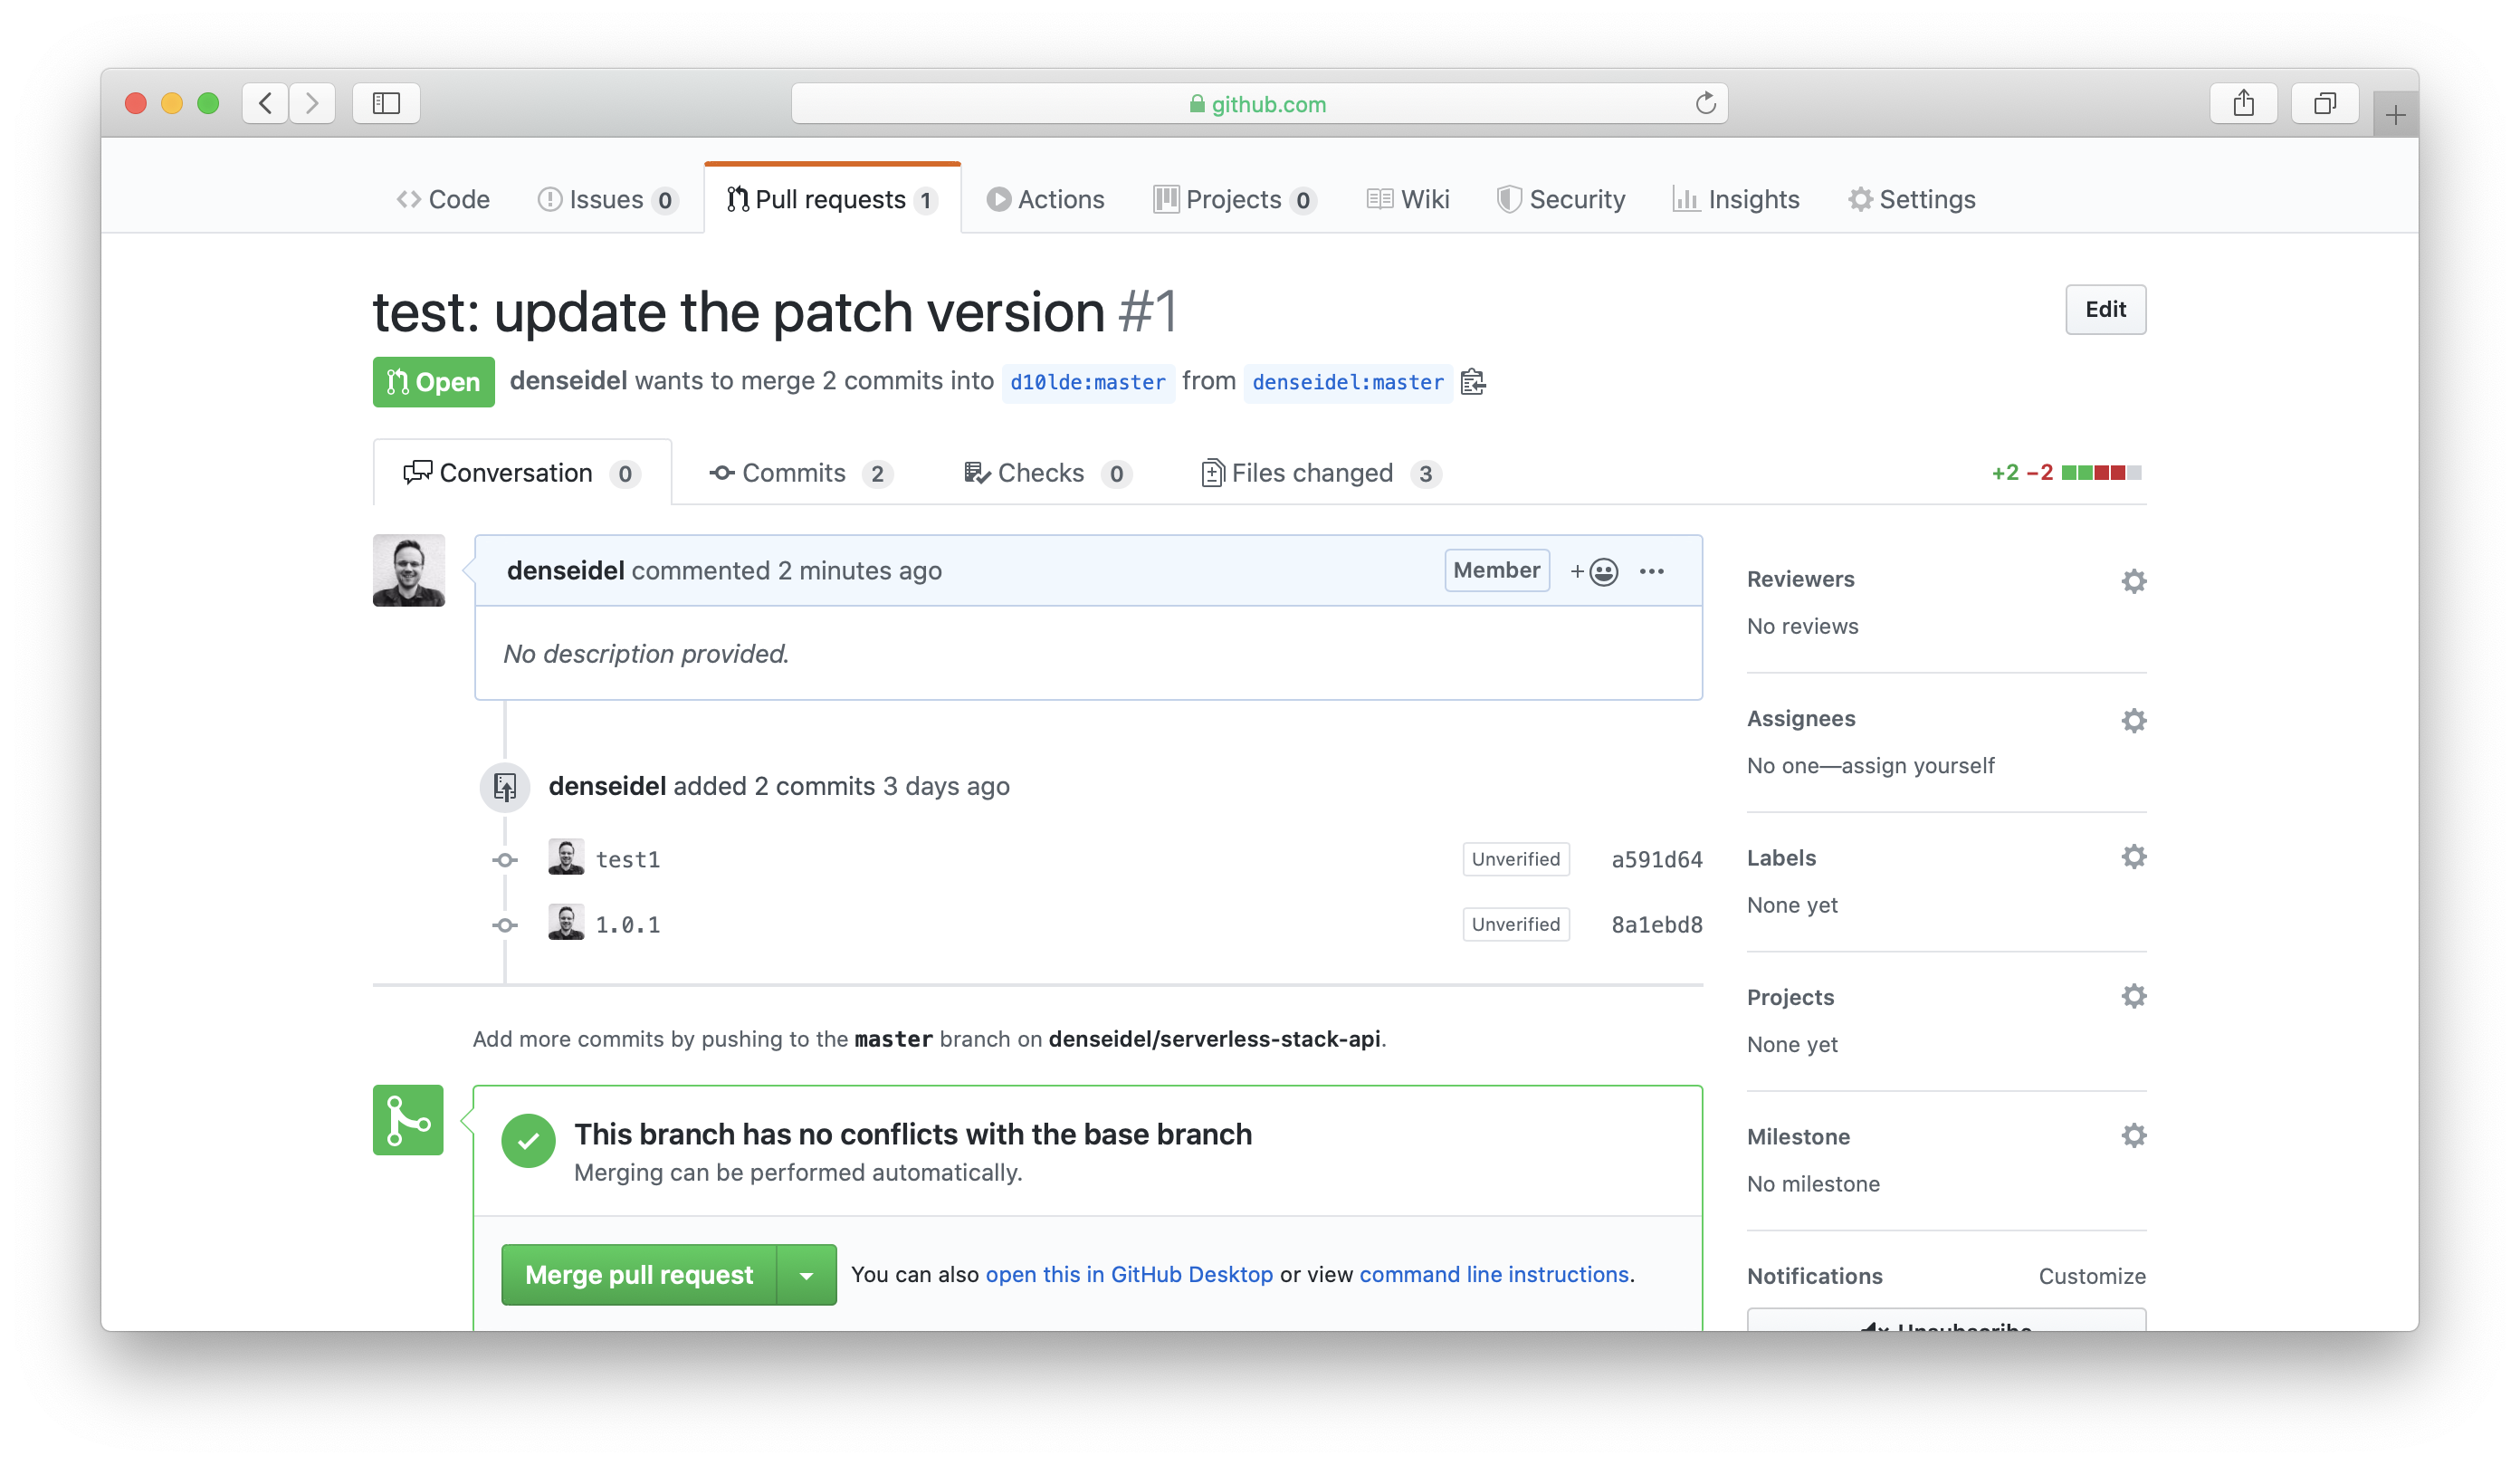 github.com
Code Issues 0 Pull requests 1 Actions Projects 0 Wiki Security Insights Settings
test: update the patch version #1
Edit
Open denseidel wants to merge 2 commits into d10lde:master from denseidel:master
Conversation 0 Commits 2 Checks 0 Files changed 3 +2 −2
denseidel commented 2 minutes ago Member
No description provided.
denseidel added 2 commits 3 days ago
test1 Unverified a591d64
1.0.1 Unverified 8a1ebd8
Add more commits by pushing to the master branch on denseidel/serverless-stack-api.
This branch has no conflicts with the base branch
Merging can be performed automatically.
Merge pull request You can also open this in GitHub Desktop or view command line instructions.
Reviewers
No reviews
Assignees
No one—assign yourself
Labels
None yet
Projects
None yet
Milestone
No milestone
Notifications Customize
Unsubscribe